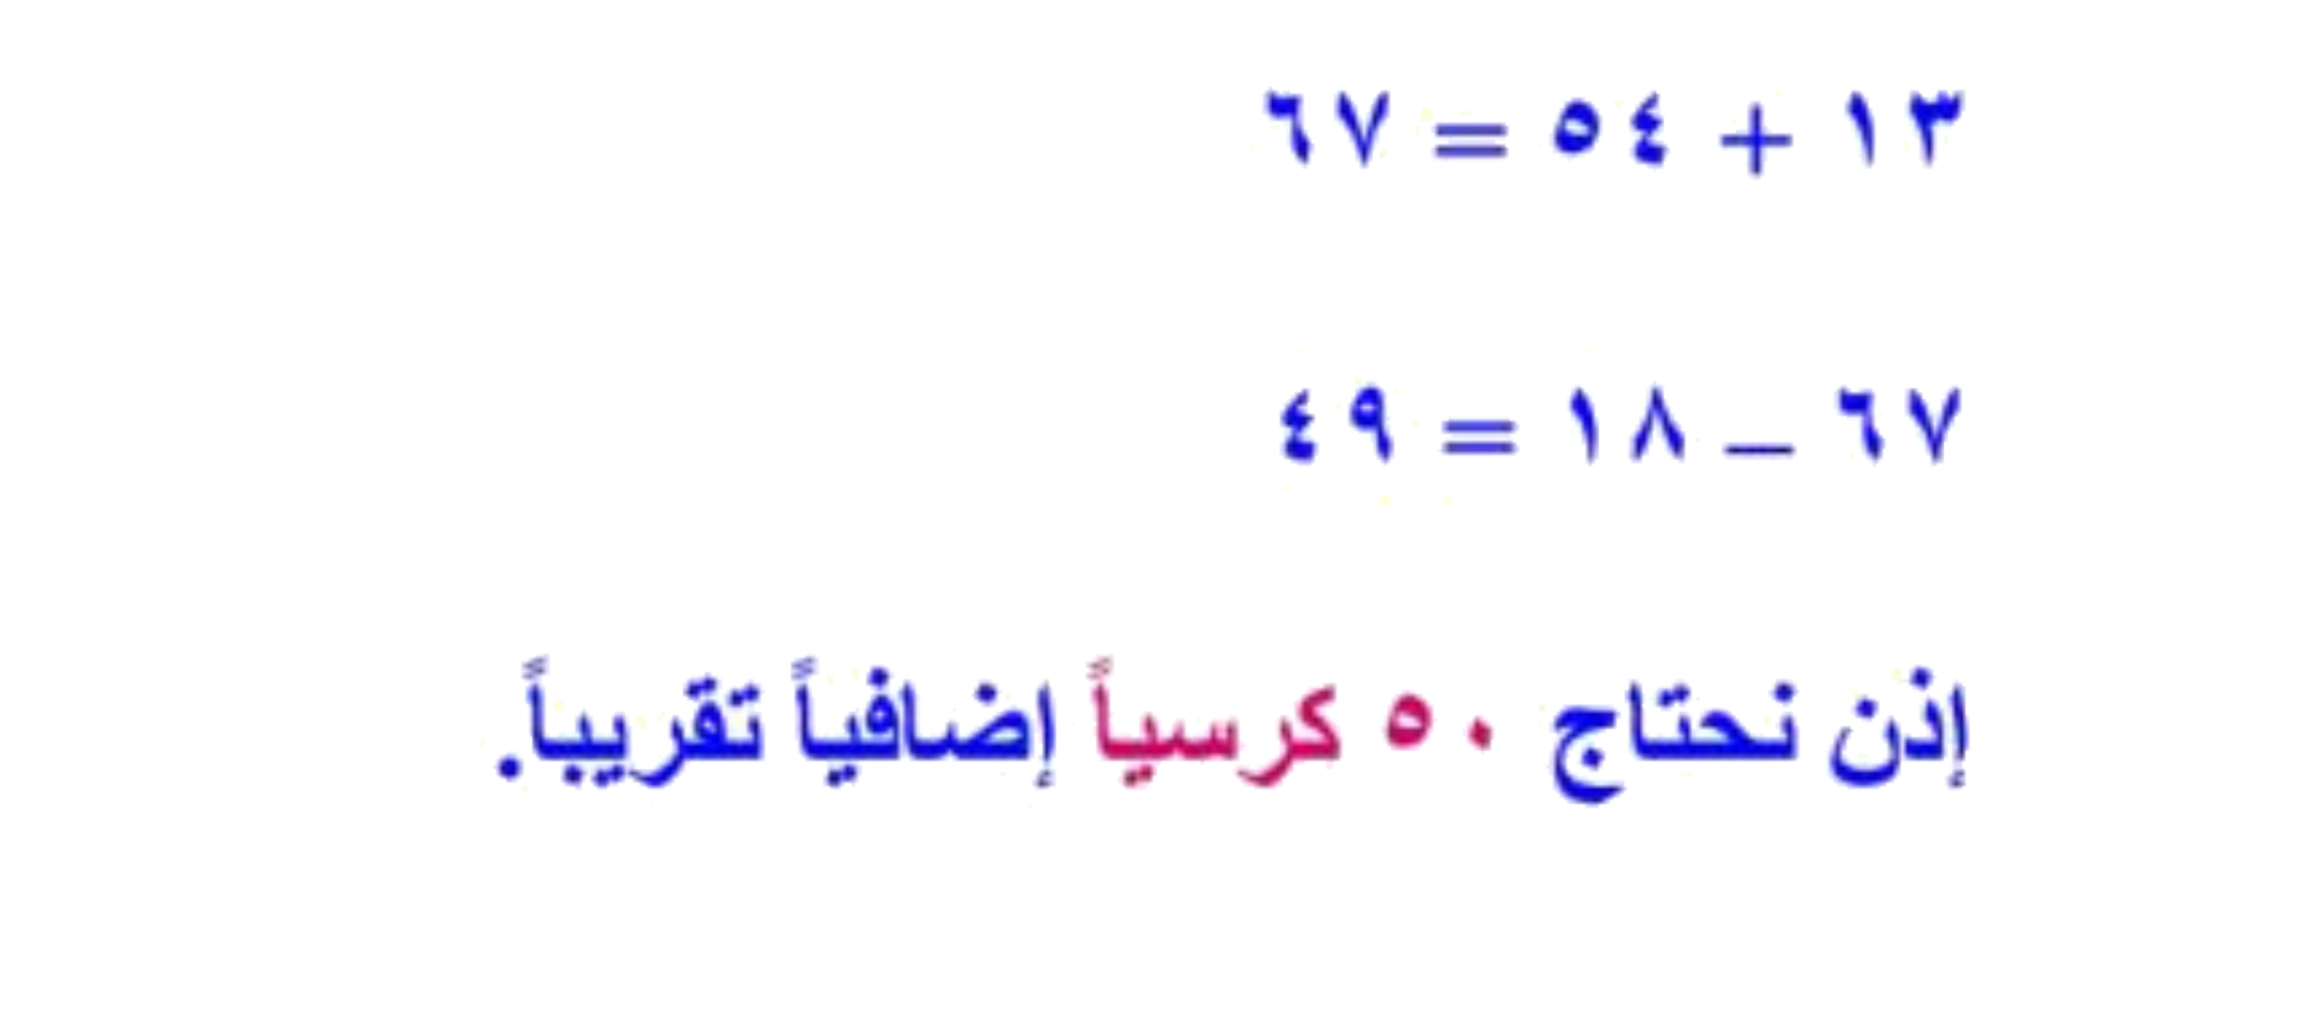 ١٣ + ٥٤ = ٦٧
٦٧ – ١٨ = ٤٩
إذن نحتاج ٥٠ كرسياً إضافياً تقريباً.